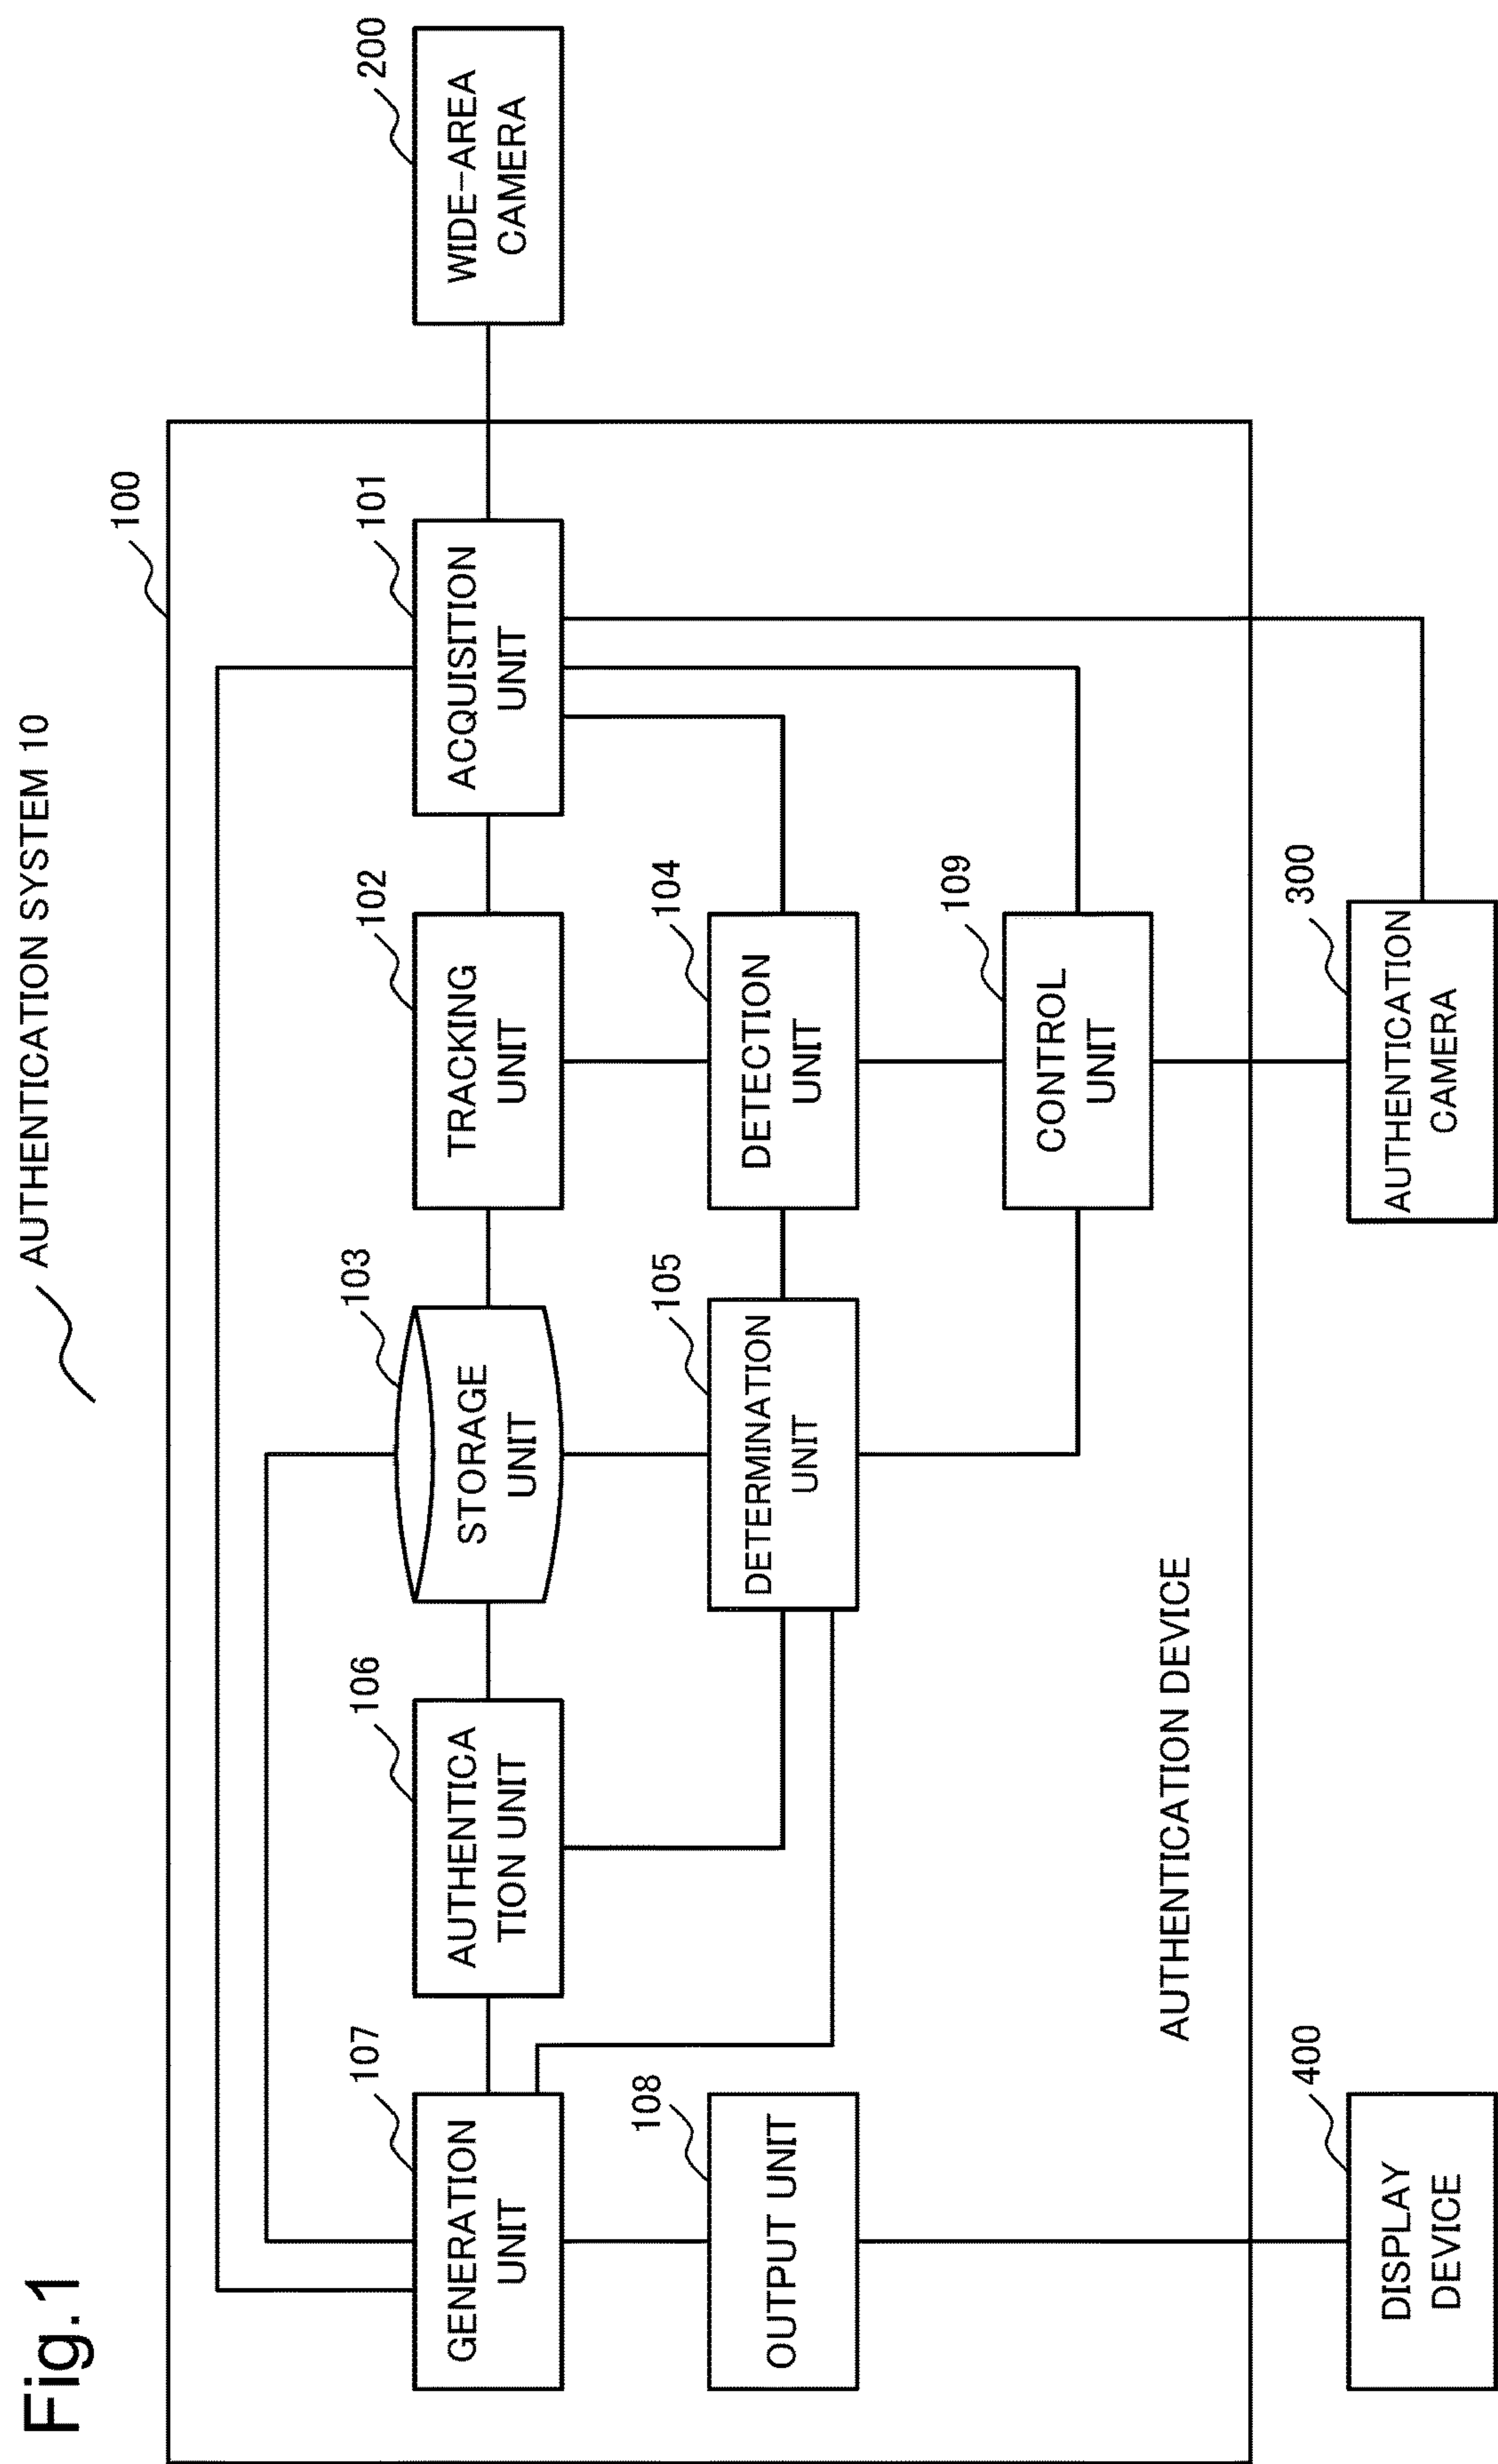 Fig.1
AUTHENTICATION SYSTEM 10
100
107
GENERATION
UNIT
106
AUTHENTICA
TION UNIT
103
STORAGE
UNIT
102
TRACKING
UNIT
101
ACQUISITION
UNIT
200
WIDE-AREA
CAMERA
108
OUTPUT UNIT
105
DETERMINATION
UNIT
104
DETECTION
UNIT
109
CONTROL
UNIT
AUTHENTICATION DEVICE
400
DISPLAY
DEVICE
300
AUTHENTICATION
CAMERA